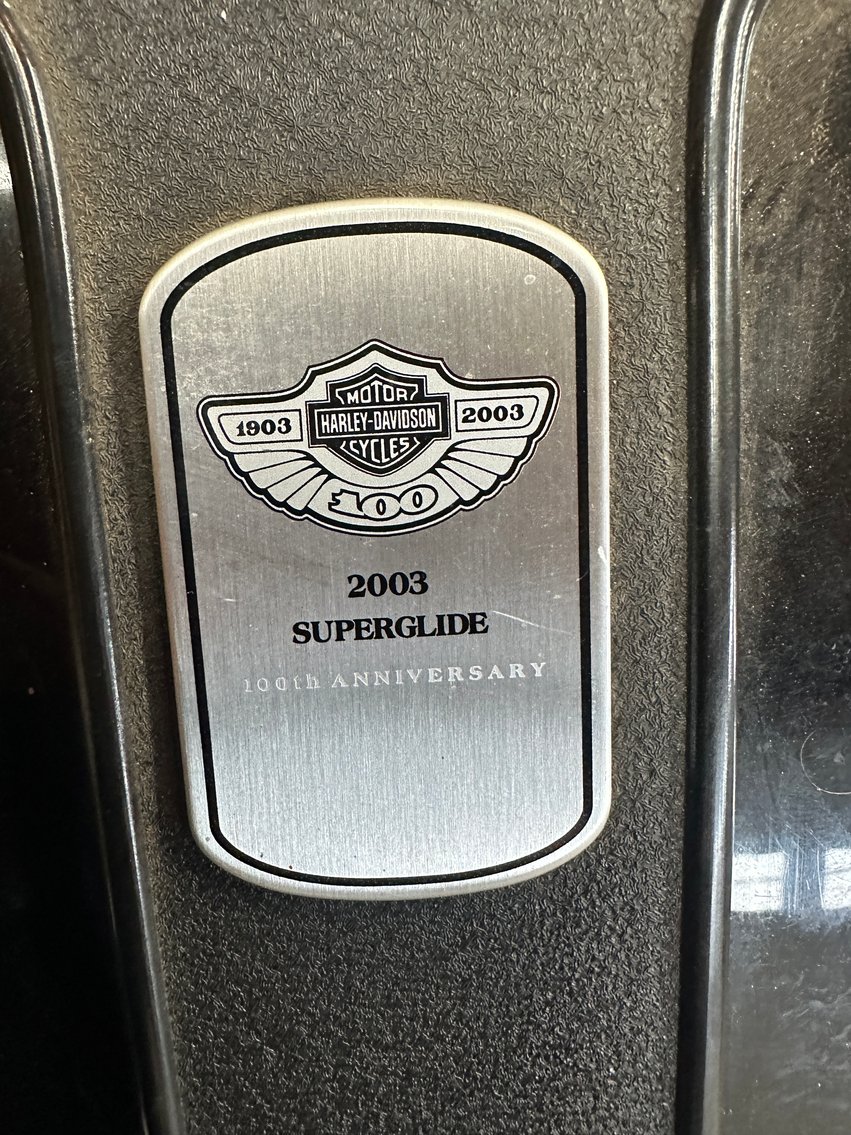 MOTOR
1903 HARLEY-DAVIDSON 2003
CYCLES
100
2003
SUPERGLIDE
100th ANNIVERSARY